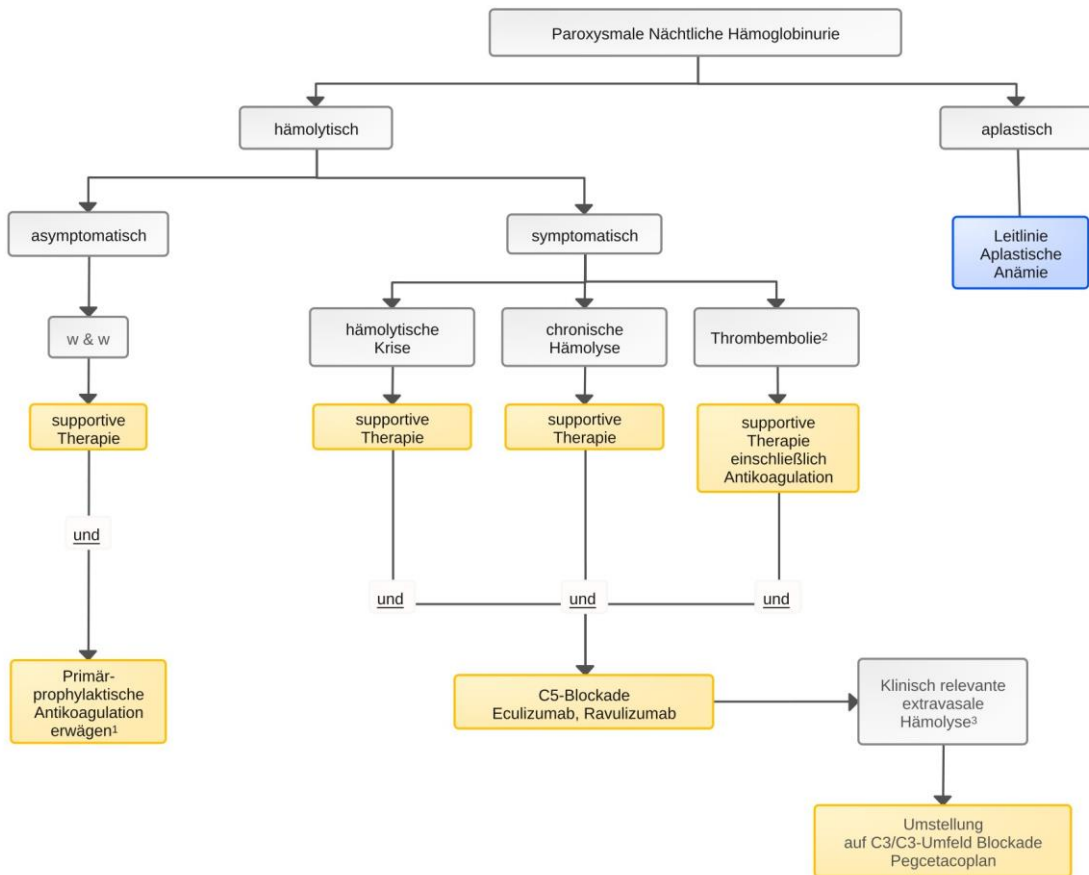 Paroxysmale Nächtliche Hämoglobinurie
hämolytisch
aplastisch
asymptomatisch
symptomatisch
Leitlinie
Aplastische
Anämie
w & w
hämolytische
Krise
chronische
Hämolyse
Thrombembolie²
supportive
Therapie
supportive
Therapie
supportive
Therapie
supportive
Therapie
einschließlich
Antikoagulation
und
und
und
und
Primär-
prophylaktische
Antikoagulation
erwägen¹
C5-Blockade
Eculizumab, Ravulizumab
Klinisch relevante
extravasale
Hämolyse³
Umstellung
auf C3/C3-Umfeld Blockade
Pegcetacoplan